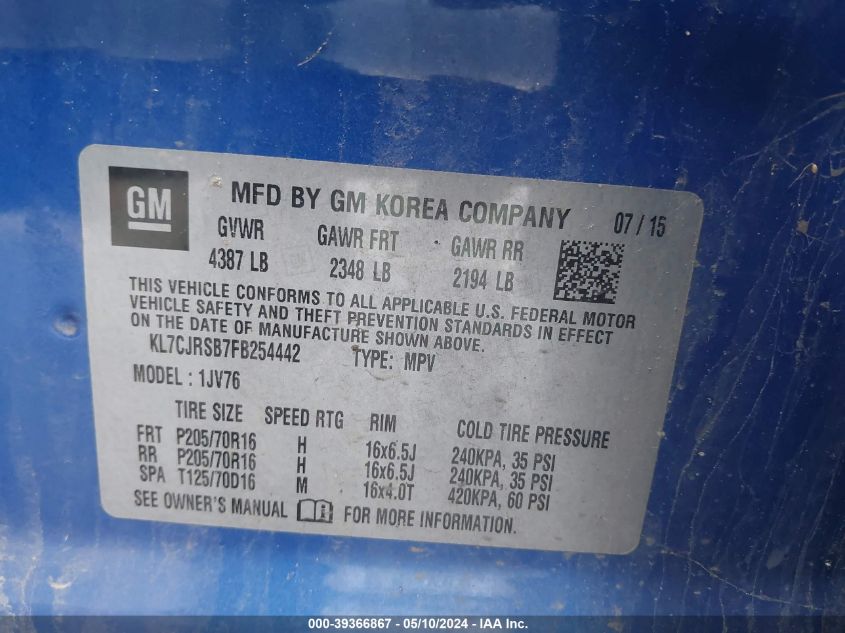 GM
MFD BY GM KOREA COMPANY 07 / 15
GVWR GAWR FRT GAWR RR
4387 LB 2348 LB 2194 LB
THIS VEHICLE CONFORMS TO ALL APPLICABLE U.S. FEDERAL MOTOR
VEHICLE SAFETY AND THEFT PREVENTION STANDARDS IN EFFECT
ON THE DATE OF MANUFACTURE SHOWN ABOVE.
KL7CJRSB7FB254442 TYPE: MPV
MODEL : 1JV76
TIRE SIZE SPEED RTG RIM COLD TIRE PRESSURE
FRT P205/70R16 H 16x6.5J 240KPA, 35 PSI
RR P205/70R16 H 16x6.5J 240KPA, 35 PSI
SPA T125/70D16 M 16x4.0T 420KPA, 60 PSI
SEE OWNER'S MANUAL FOR MORE INFORMATION.
000-39366867 — 05/10/2024 — IAA Inc.